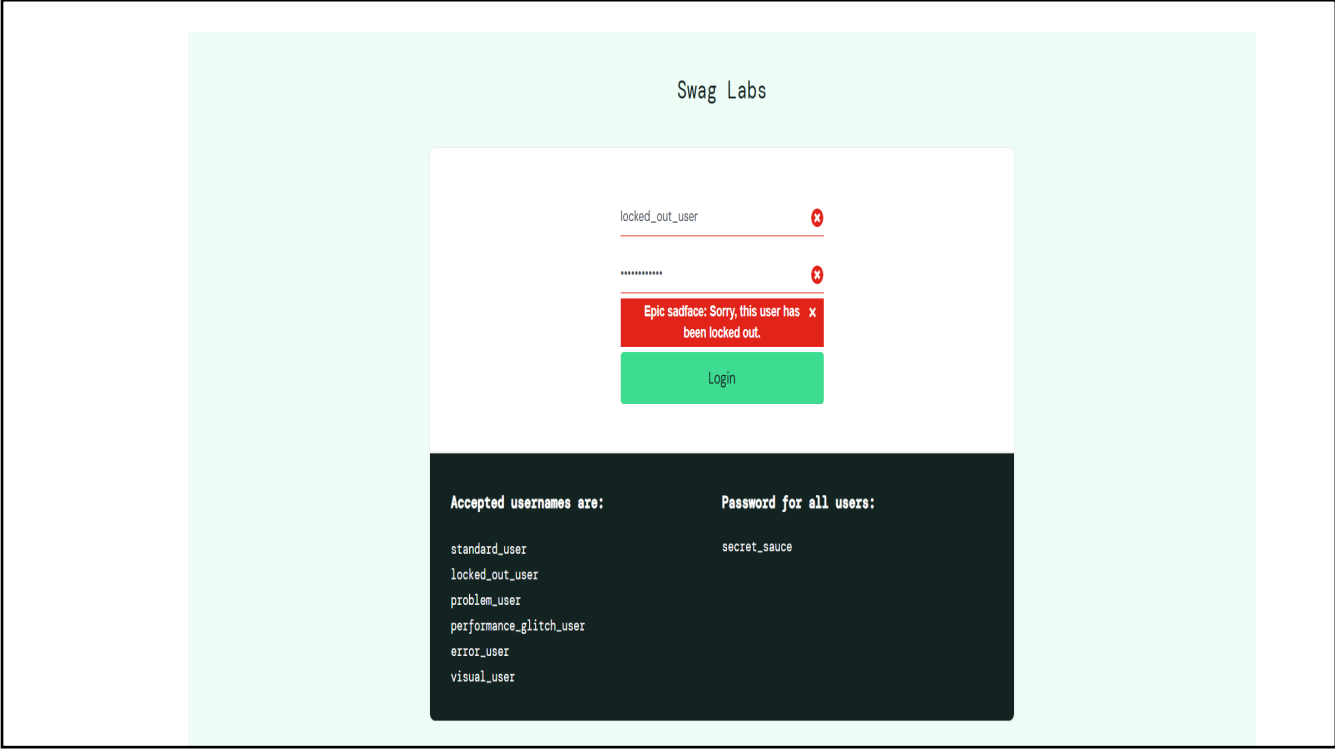 Swag Labs
locked_out_user
••••••••••••
Epic sadface: Sorry, this user has
been locked out.
Login
Accepted usernames are:
standard_user
locked_out_user
problem_user
performance_glitch_user
error_user
visual_user
Password for all users:
secret_sauce